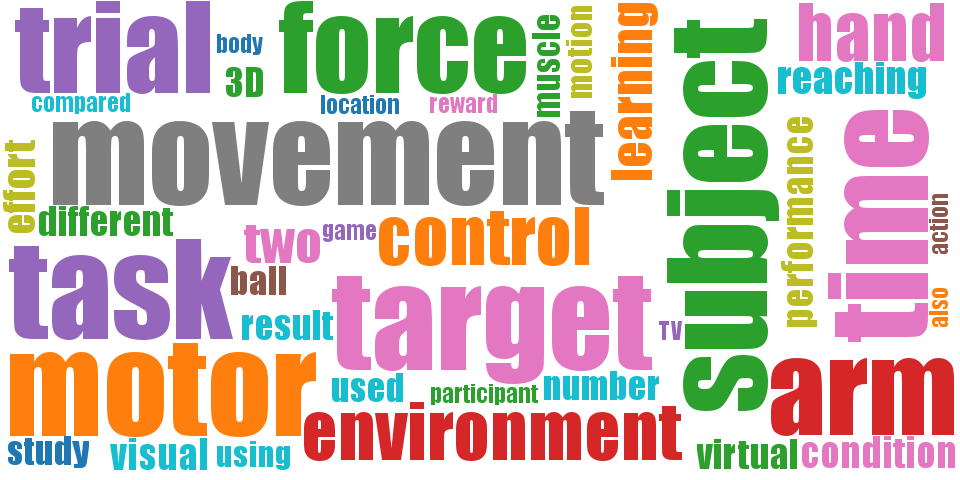 trial
body
force
muscle
motion
learning
subject
hand
3D
reaching
compared
location
reward
movement
time
performance
effort
different
action
two
game
control
task
ball
target
result
TV
also
motor
used
participant
number
arm
environment
study
visual
using
virtual
condition